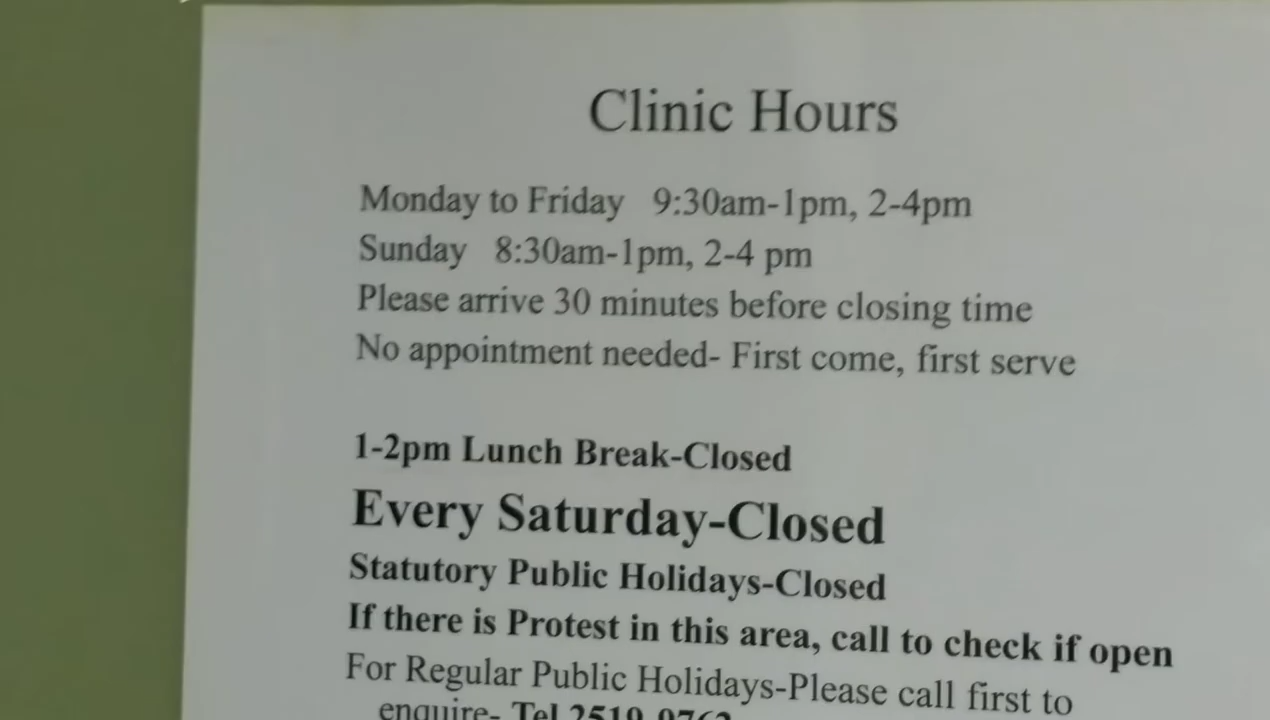 Clinic Hours
Monday to Friday 9:30am-1pm, 2-4pm
Sunday 8:30am-1pm, 2-4 pm
Please arrive 30 minutes before closing time
No appointment needed- First come, first serve
1-2pm Lunch Break-Closed
Every Saturday-Closed
Statutory Public Holidays-Closed
If there is Protest in this area, call to check if open
For Regular Public Holidays-Please call first to
enquire- Tel